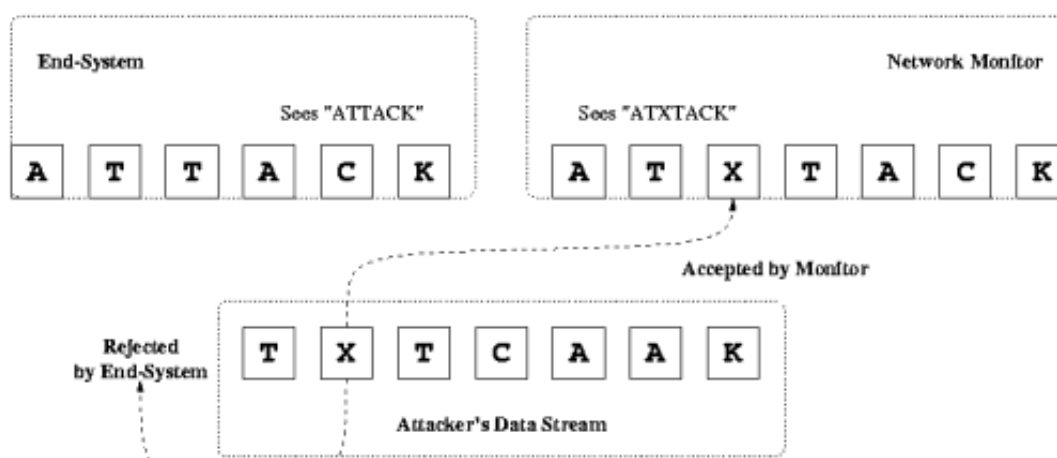 End-System
Network Monitor
Sees "ATTACK"
Sees "ATXTACK"
A T T A C K
A T X T A C K
Accepted by Monitor
Rejected
by End-System
T X T C A A K
Attacker's Data Stream